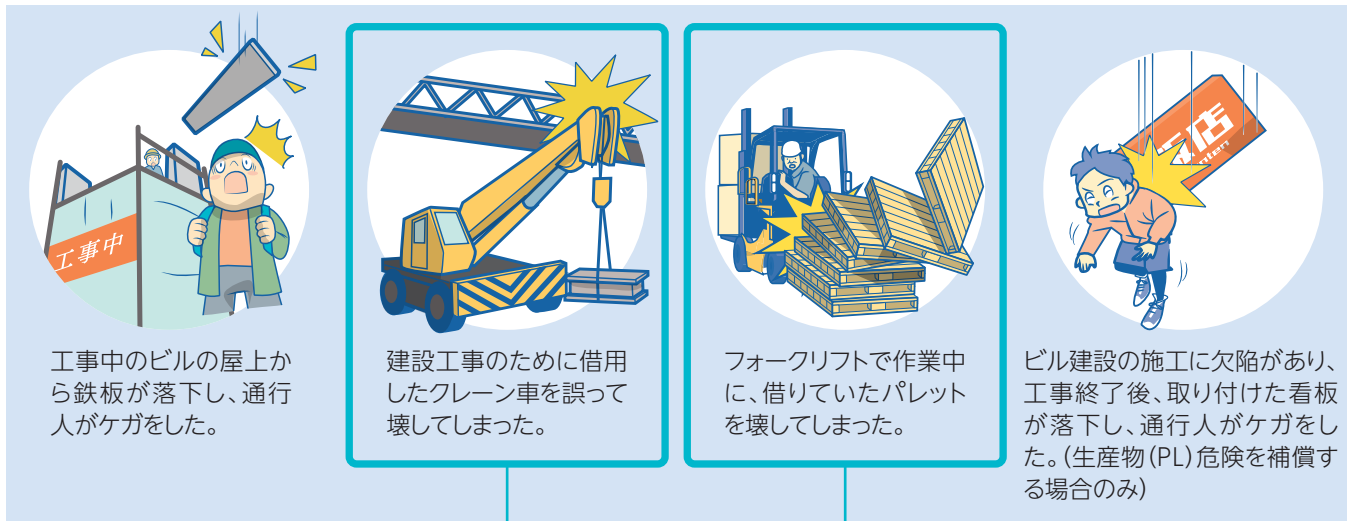 工事中
店
工事中のビルの屋上か
ら鉄板が落下し、通行
人がケガをした。
建設工事のために借用
したクレーン車を誤って
壊してしまった。
フォークリフトで作業中
に、借りていたパレット
を壊してしまった。
ビル建設の施工に欠陥があり、
工事終了後、取り付けた看板
が落下し、通行人がケガをし
た。(生産物(PL)危険を補償す
る場合のみ)